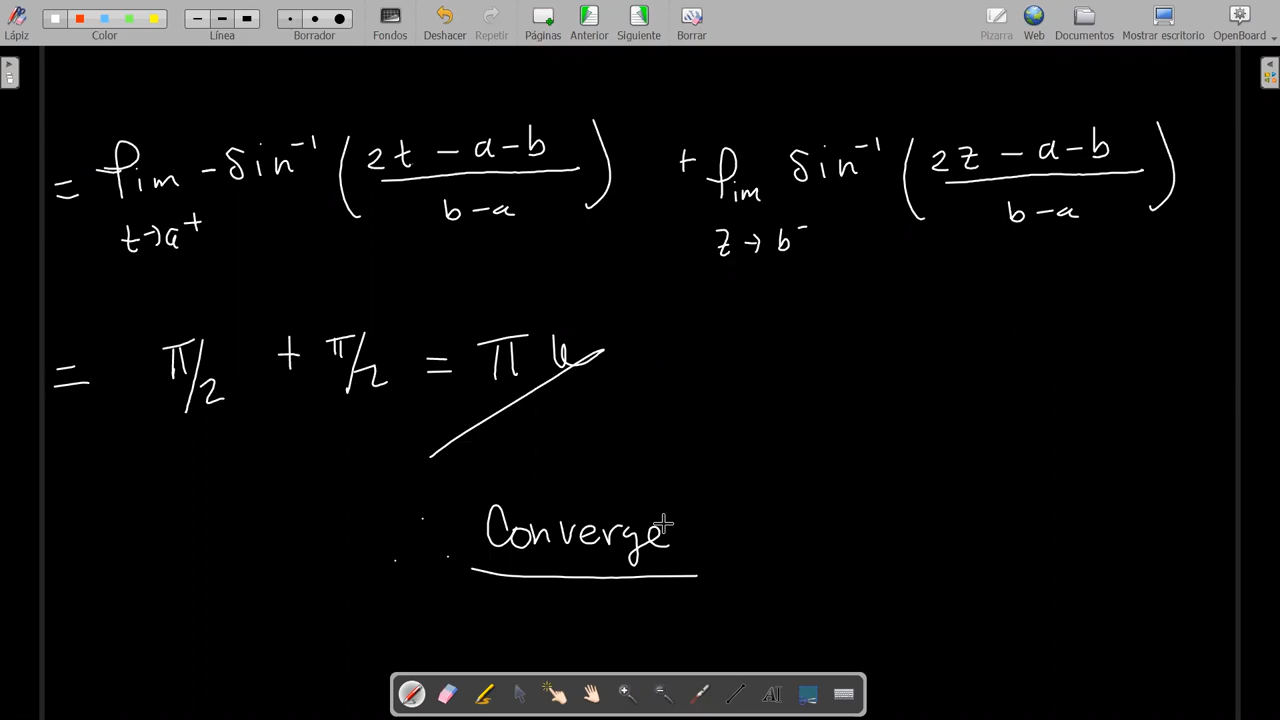 Lápiz Color Línea Borrador Fondos Deshacer Repetir Páginas Anterior Siguiente Borrar Pizarra Web Documentos Mostrar escritorio OpenBoard
= lim - sin⁻¹ ( (2t - a - b) / (b - a) ) + lim sin⁻¹ ( (2z - a - b) / (b - a) )
t → a⁺ z → b⁻
= π/2 + π/2 = π
∴ Converge
AI